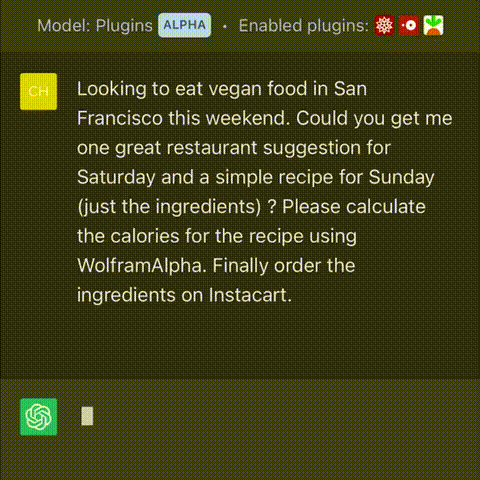 Model: Plugins ALPHA • Enabled plugins:
CH
Looking to eat vegan food in San
Francisco this weekend. Could you get me
one great restaurant suggestion for
Saturday and a simple recipe for Sunday
(just the ingredients) ? Please calculate
the calories for the recipe using
WolframAlpha. Finally order the
ingredients on Instacart.